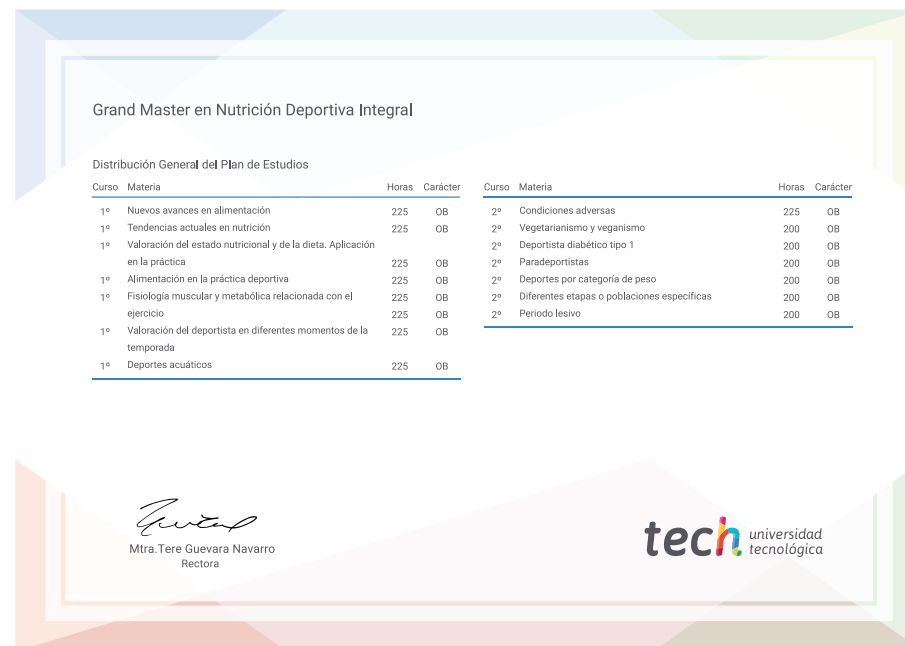 Grand Master en Nutrición Deportiva Integral
Distribución General del Plan de Estudios
Curso Materia Horas Carácter
1º Nuevos avances en alimentación 225 OB
1º Tendencias actuales en nutrición 225 OB
1º Valoración del estado nutricional y de la dieta. Aplicación
en la práctica 225 OB
1º Alimentación en la práctica deportiva 225 OB
1º Fisiología muscular y metabólica relacionada con el 225 OB
ejercicio 225 OB
1º Valoración del deportista en diferentes momentos de la 225 OB
temporada
1º Deportes acuáticos 225 OB
Curso Materia Horas Carácter
2º Condiciones adversas 225 OB
2º Vegetarianismo y veganismo 200 OB
2º Deportista diabético tipo 1 200 OB
2º Paradeportistas 200 OB
2º Deportes por categoría de peso 200 OB
2º Diferentes etapas o poblaciones específicas 200 OB
2º Periodo lesivo 200 OB
Mtra.Tere Guevara Navarro
Rectora
tech universidad
tecnológica